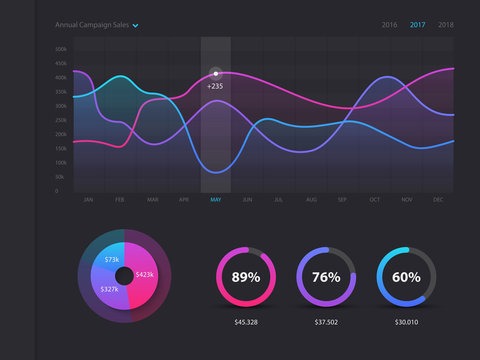 Annual Campaign Sales
2016 2017 2018
500k
450k
400k
350k
300k
250k
200k
150k
100k
50k
0
+235
JAN FEB MAR APR MAY JUN JUL AUG SEP OCT NOV DEC
$73k
$423k
$327k
89% 76% 60%
$45.328 $37.502 $30.010